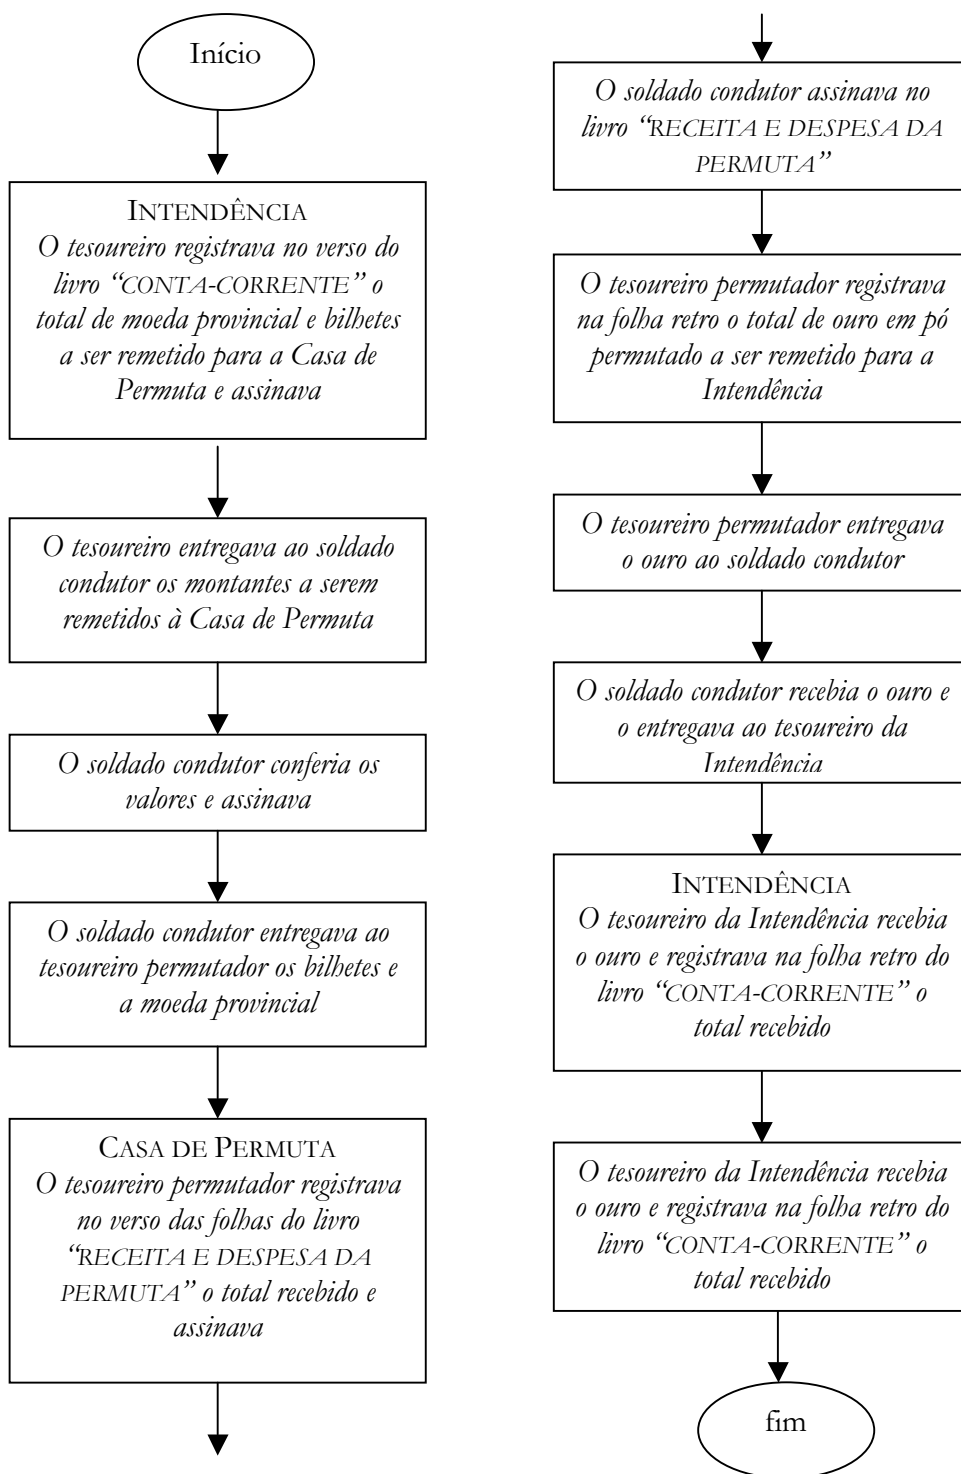 Início
INTENDÊNCIA
O tesoureiro registrava no verso do
livro “CONTA-CORRENTE” o
total de moeda provincial e bilhetes
a ser remetido para a Casa de
Permuta e assinava
O tesoureiro entregava ao soldado
condutor os montantes a serem
remetidos à Casa de Permuta
O soldado condutor conferia os
valores e assinava
O soldado condutor entregava ao
tesoureiro permutador os bilhetes e
a moeda provincial
CASA DE PERMUTA
O tesoureiro permutador registrava
no verso das folhas do livro
“RECEITA E DESPESA DA
PERMUTA” o total recebido e
assinava
O soldado condutor assinava no
livro “RECEITA E DESPESA DA
PERMUTA”
O tesoureiro permutador registrava
na folha retro o total de ouro em pó
permutado a ser remetido para a
Intendência
O tesoureiro permutador entregava
o ouro ao soldado condutor
O soldado condutor recebia o ouro e
o entregava ao tesoureiro da
Intendência
INTENDÊNCIA
O tesoureiro da Intendência recebia
o ouro e registrava na folha retro do
livro “CONTA-CORRENTE” o
total recebido
O tesoureiro da Intendência recebia
o ouro e registrava na folha retro do
livro “CONTA-CORRENTE” o
total recebido
fim